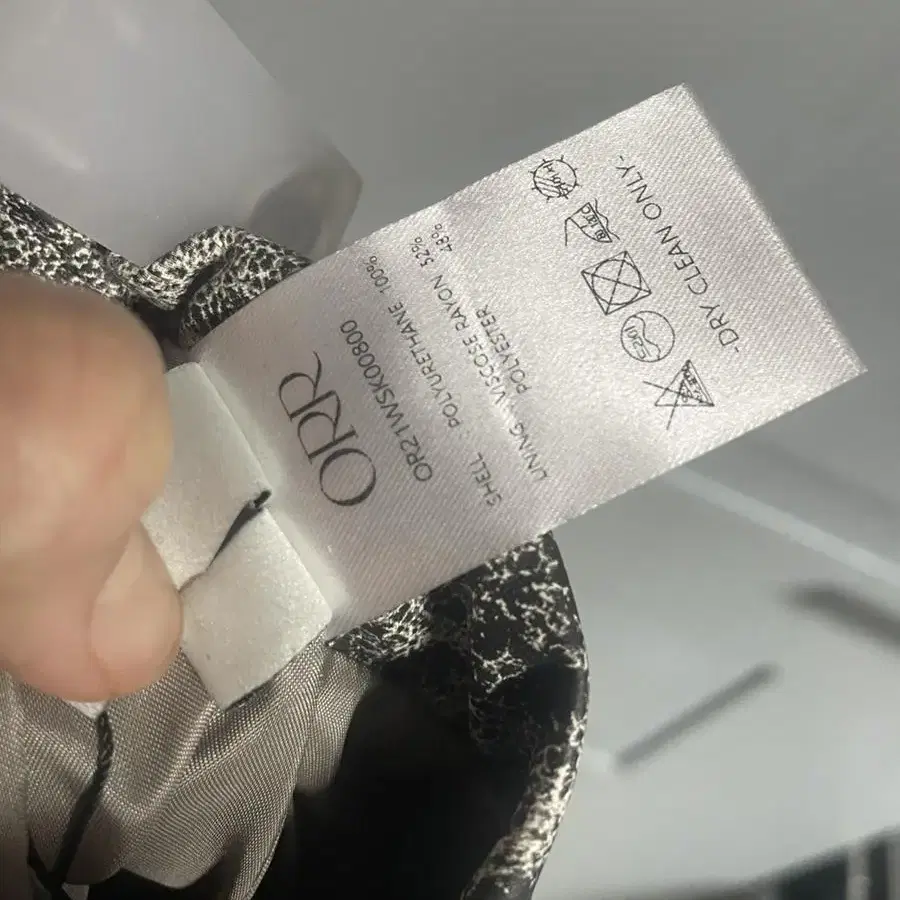 ORR
OR21WSK00800
SHELL : POLYURETHANE 100%
LINING : VISCOSE RAYON 52%
POLYESTER 48%
-DRY CLEAN ONLY-